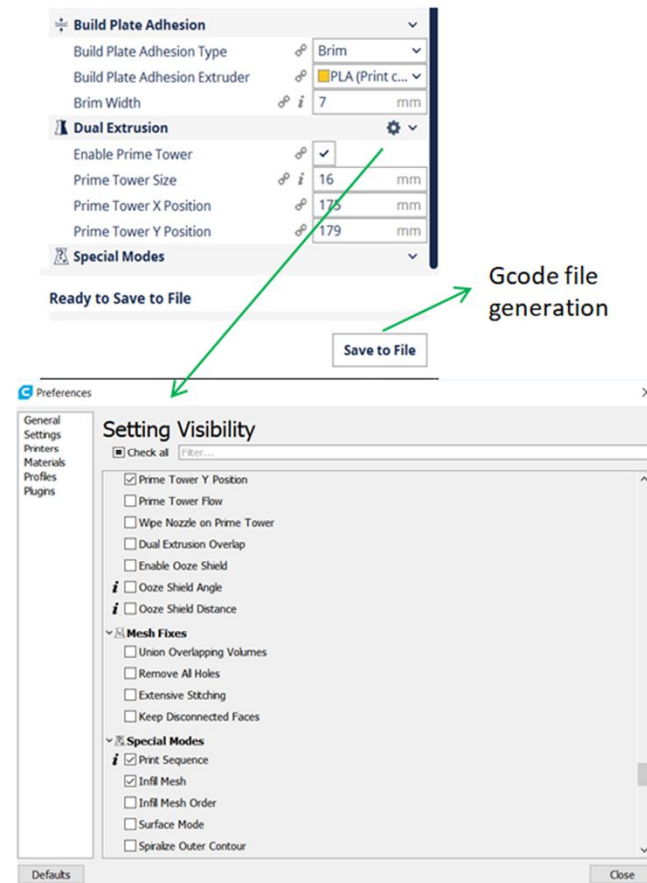 Build Plate Adhesion
Build Plate Adhesion Type Brim
Build Plate Adhesion Extruder PLA (Print c...
Brim Width i 7 mm
Dual Extrusion
Enable Prime Tower
Prime Tower Size i 16 mm
Prime Tower X Position 175 mm
Prime Tower Y Position 179 mm
Special Modes
Ready to Save to File
Gcode file
generation
Save to File
Preferences
General
Settings
Printers
Materials
Profiles
Plugins
Setting Visibility
Check all Filter...
Prime Tower Y Position
Prime Tower Flow
Wipe Nozzle on Prime Tower
Dual Extrusion Overlap
Enable Ooze Shield
i Ooze Shield Angle
i Ooze Shield Distance
Mesh Fixes
Union Overlapping Volumes
Remove All Holes
Extensive Stitching
Keep Disconnected Faces
Special Modes
i Print Sequence
Infill Mesh
Infill Mesh Order
Surface Mode
Spiralize Outer Contour
Defaults Close